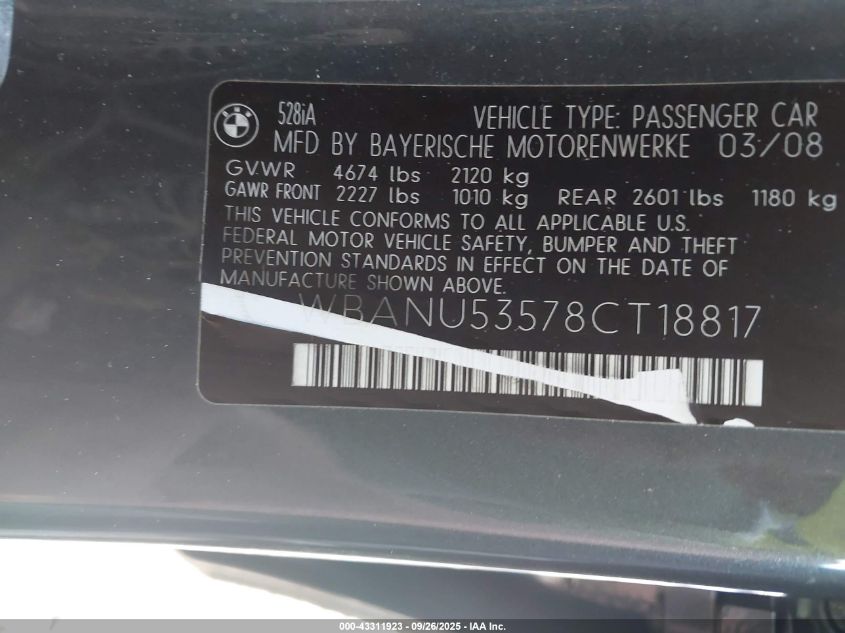 528iA VEHICLE TYPE: PASSENGER CAR
MFD BY BAYERISCHE MOTORENWERKE 03/08
GVWR 4674 lbs 2120 kg
GAWR FRONT 2227 lbs 1010 kg REAR 2601 lbs 1180 kg
THIS VEHICLE CONFORMS TO ALL APPLICABLE U.S.
FEDERAL MOTOR VEHICLE SAFETY, BUMPER AND THEFT
PREVENTION STANDARDS IN EFFECT ON THE DATE OF
MANUFACTURE SHOWN ABOVE.
WBANU53578CT18817
000-43311923 - 09/26/2025 - IAA Inc.